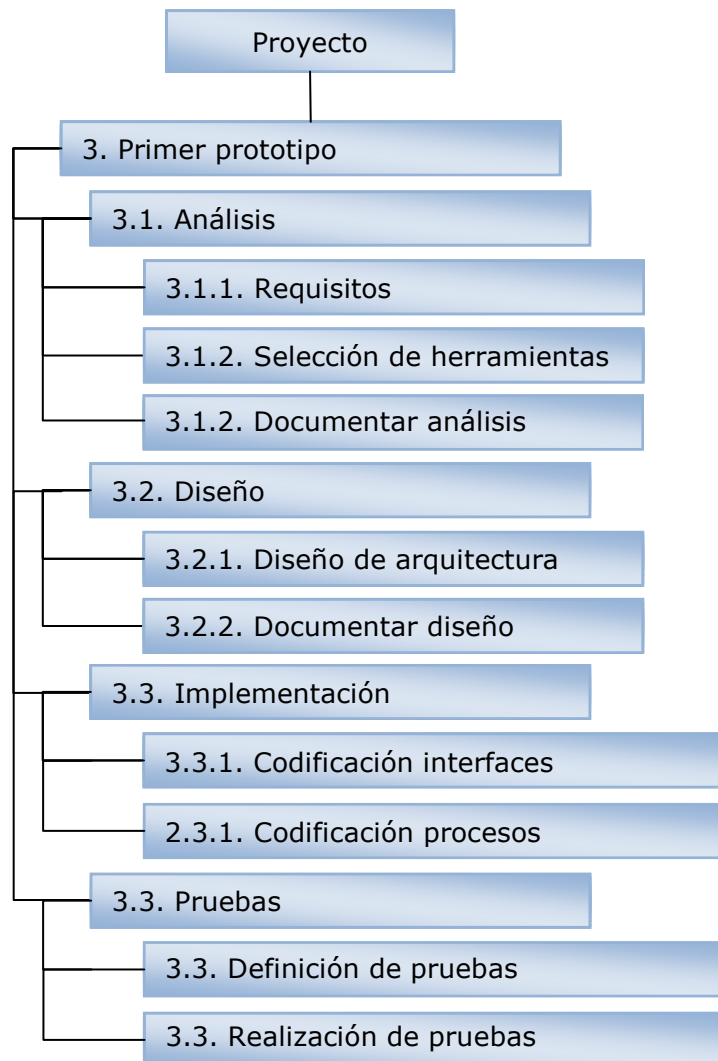 Proyecto
3. Primer prototipo
3.1. Análisis
3.1.1. Requisitos
3.1.2. Selección de herramientas
3.1.2. Documentar análisis
3.2. Diseño
3.2.1. Diseño de arquitectura
3.2.2. Documentar diseño
3.3. Implementación
3.3.1. Codificación interfaces
2.3.1. Codificación procesos
3.3. Pruebas
3.3. Definición de pruebas
3.3. Realización de pruebas